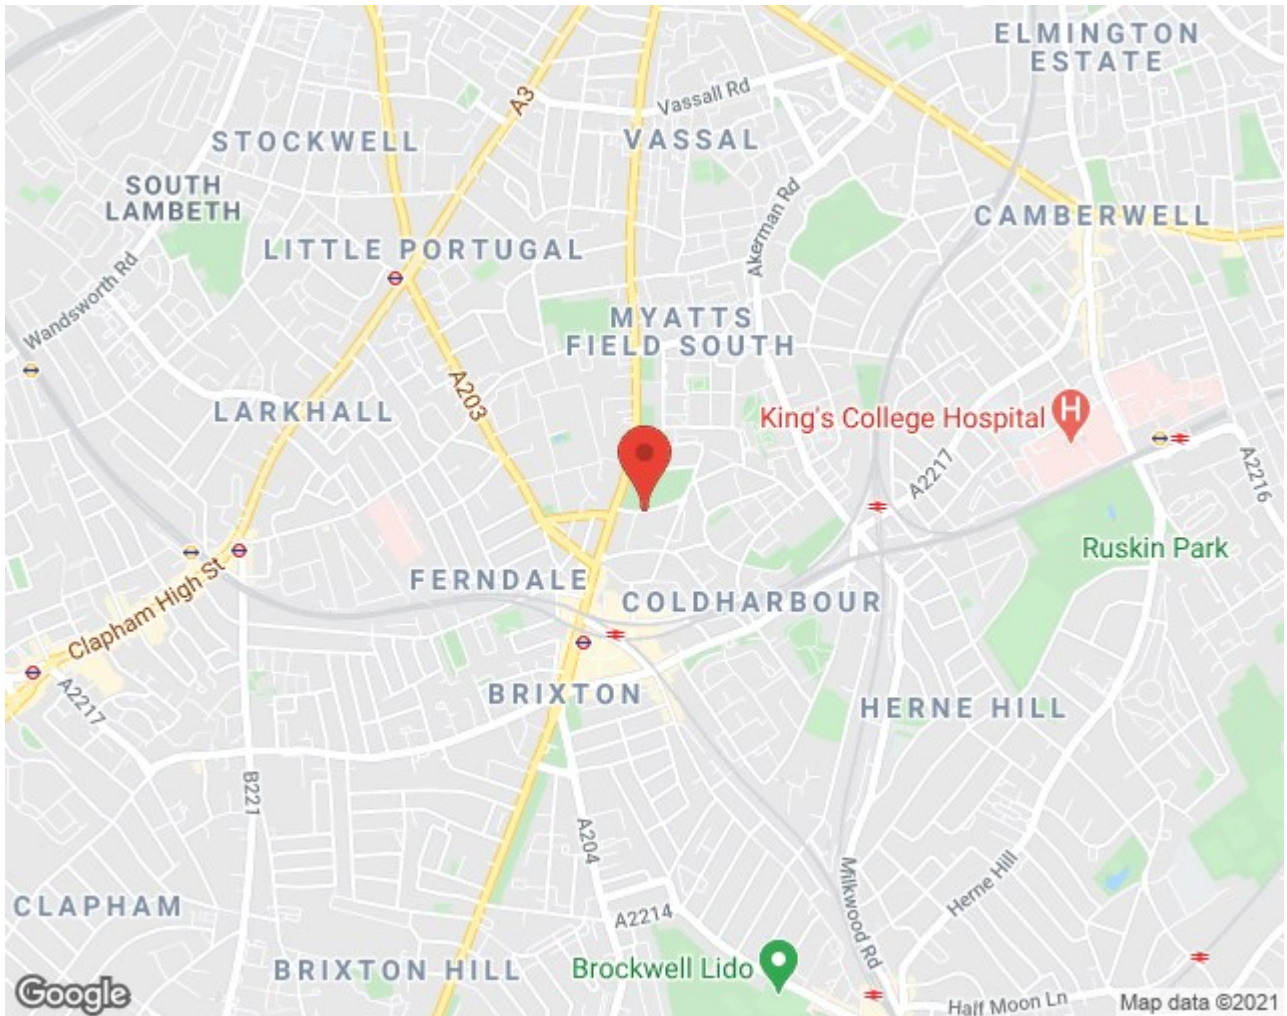 ELMINGTON
ESTATE
A3
Vassall Rd
STOCKWELL
VASSAL
SOUTH
LAMBETH
Akerman Rd
CAMBERWELL
LITTLE PORTUGAL
Wandsworth Rd
MYATTS
FIELD SOUTH
A203
LARKHALL
King's College Hospital
H
A2217
A2216
Ruskin Park
Clapham High St
FERNDALE
COLDHARBOUR
A2217
BRIXTON
HERNE HILL
B221
A204
Milkwood Rd
Herne Hill
CLAPHAM
A2214
BRIXTON HILL
Brockwell Lido
Google
Half Moon Ln
Map data ©2021